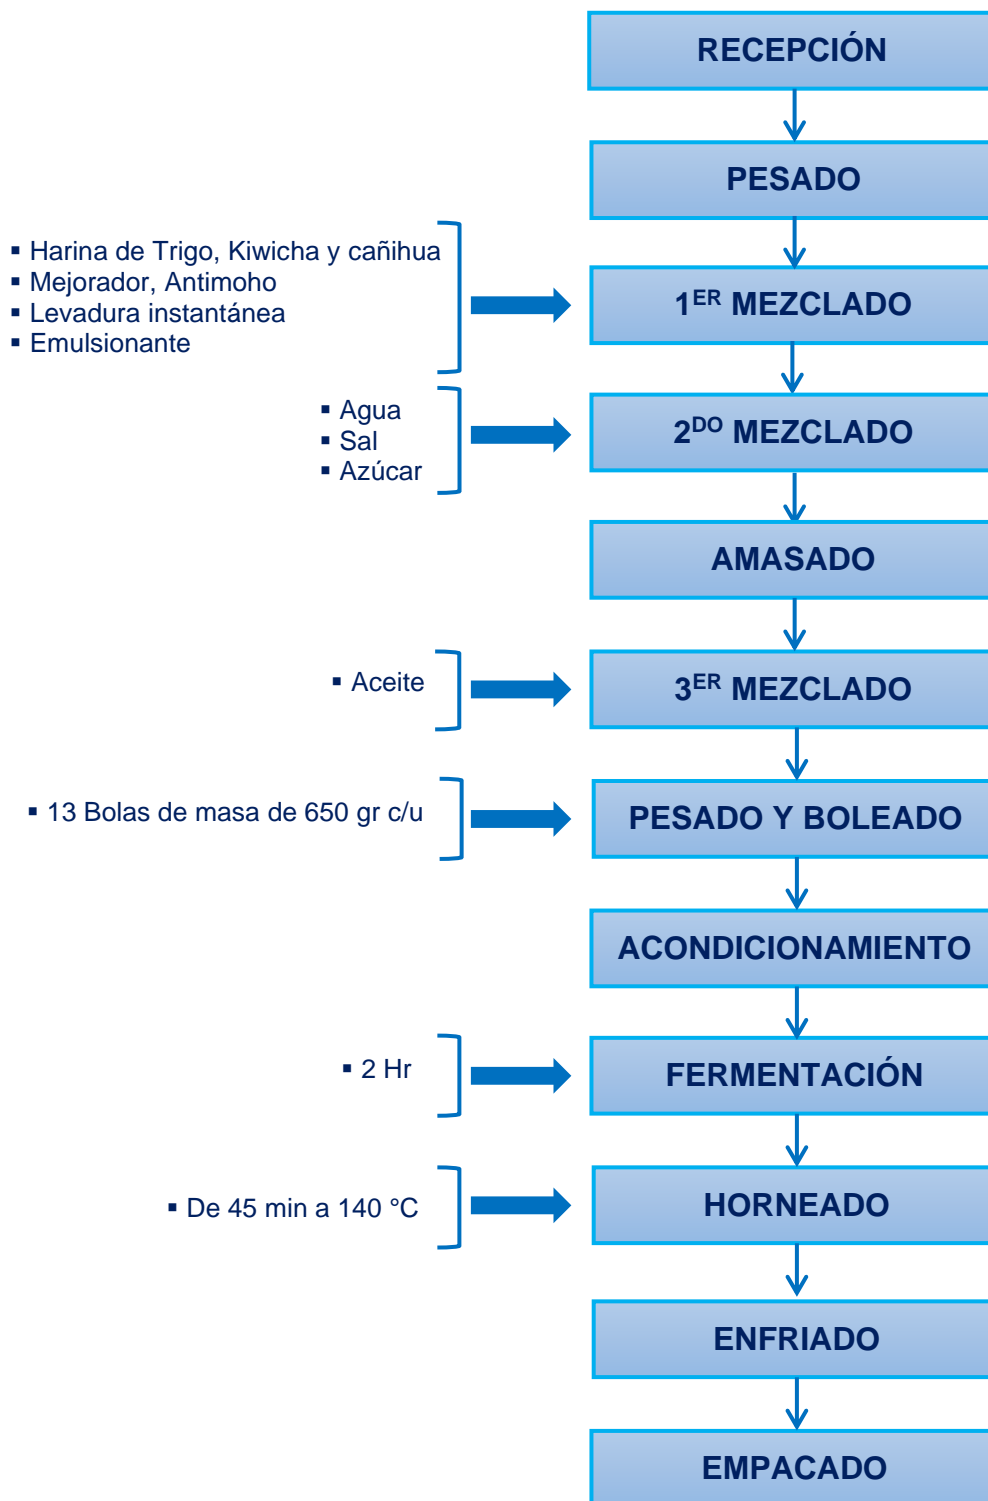 RECEPCIÓN
PESADO
▪ Harina de Trigo, Kiwicha y cañihua
▪ Mejorador, Antimoho
▪ Levadura instantánea
▪ Emulsionante
1ER MEZCLADO
▪ Agua
▪ Sal
▪ Azúcar
2DO MEZCLADO
AMASADO
▪ Aceite
3ER MEZCLADO
▪ 13 Bolas de masa de 650 gr c/u
PESADO Y BOLEADO
ACONDICIONAMIENTO
▪ 2 Hr
FERMENTACIÓN
▪ De 45 min a 140 °C
HORNEADO
ENFRIADO
EMPACADO